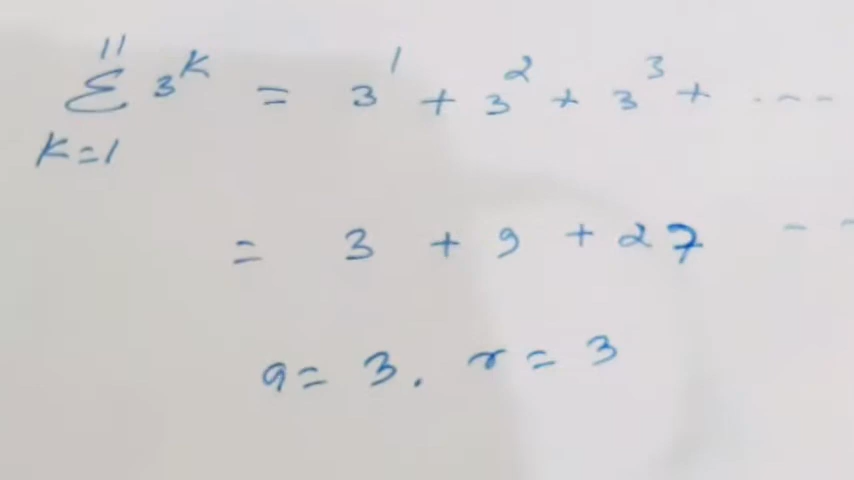 11
Σ 3^K = 3^1 + 3^2 + 3^3 + ----
K=1
= 3 + 9 + 27 --
a = 3. r = 3